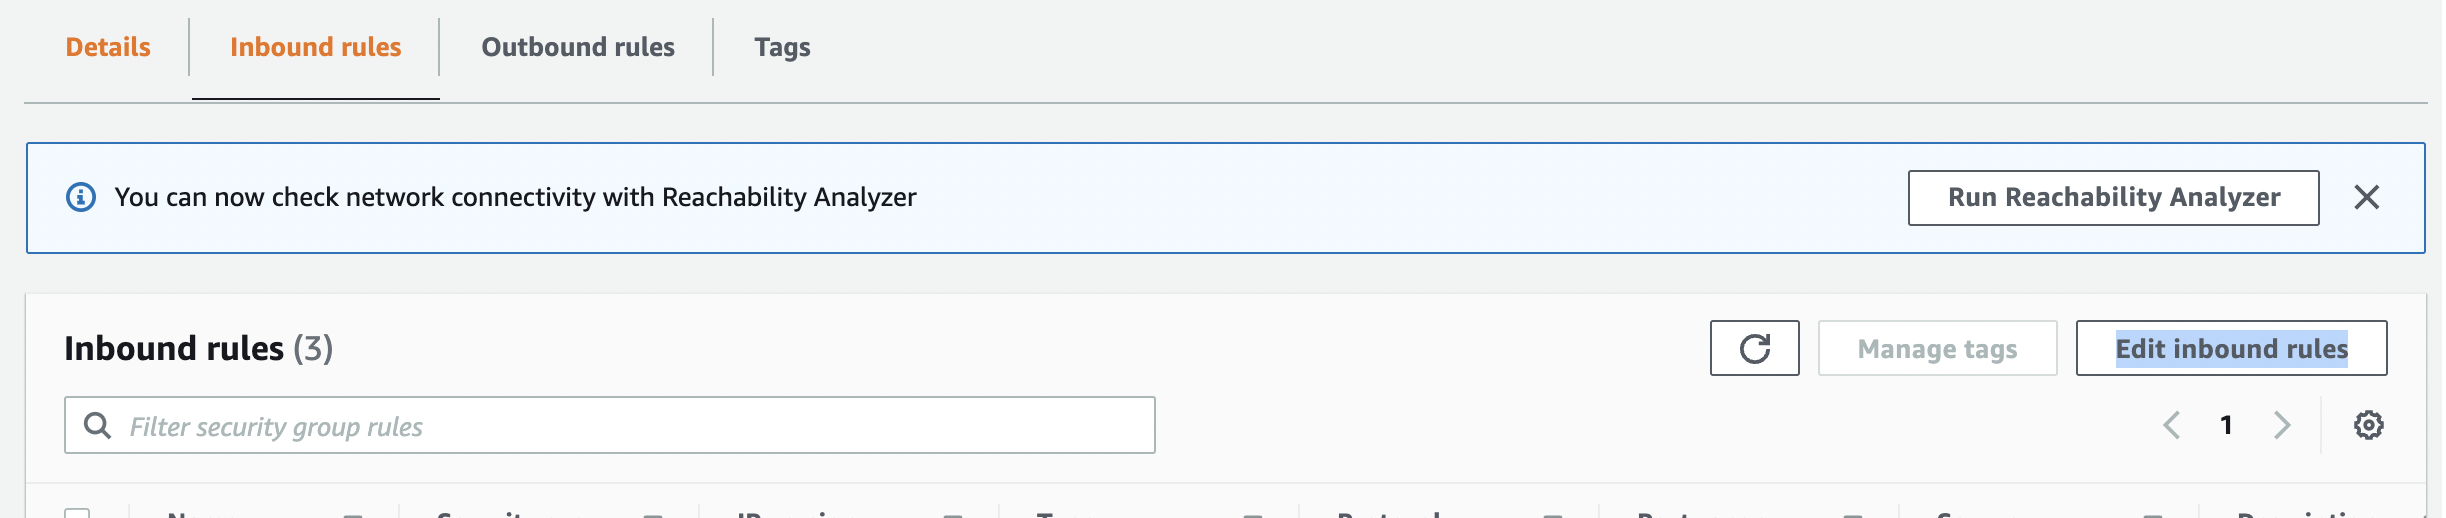 Details
Inbound rules
Outbound rules
Tags
You can now check network connectivity with Reachability Analyzer
Run Reachability Analyzer
Inbound rules (3)
Manage tags
Edit inbound rules
Filter security group rules
1